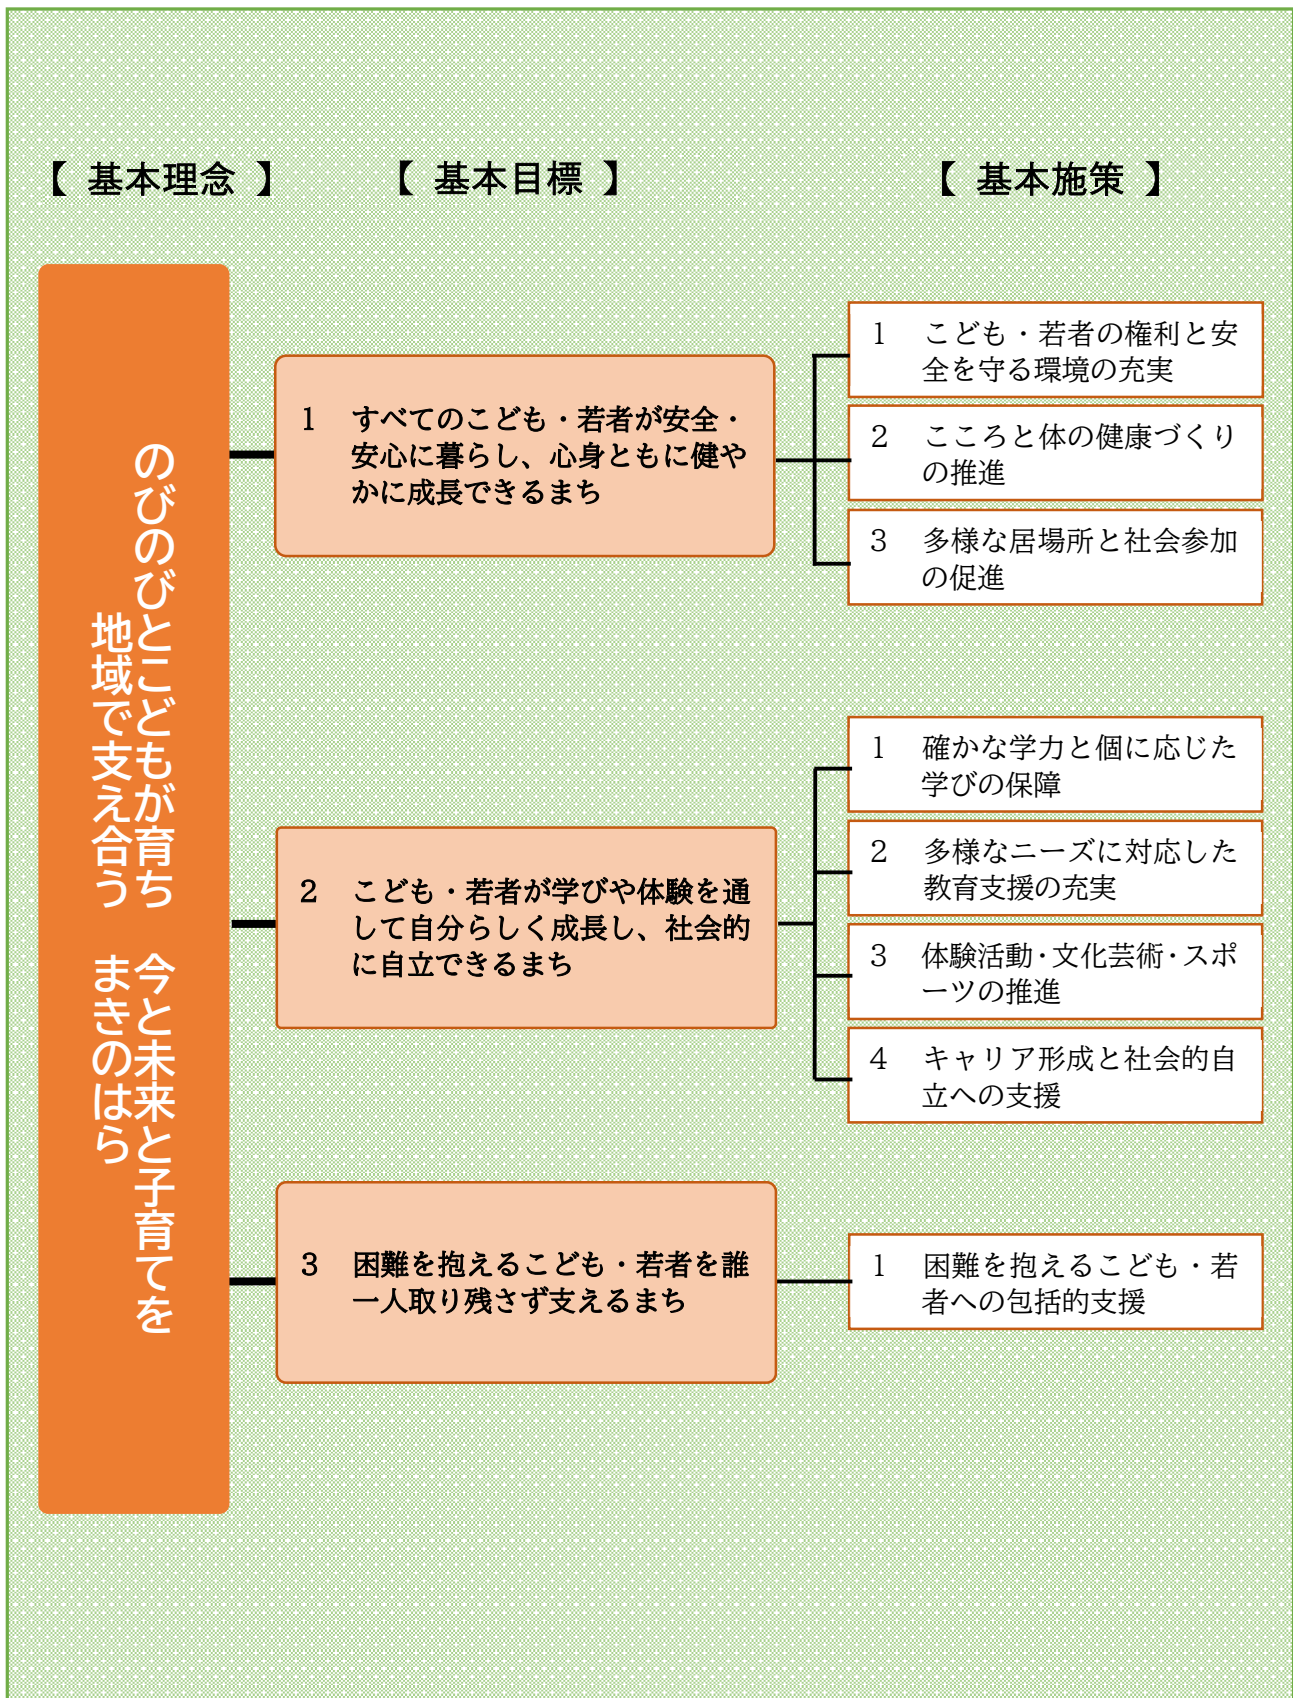 【 基本理念 】
【 基本目標 】
【 基本施策 】
のびのびとこどもが育ち　今と未来と子育てを
地域で支え合う　まきのはら
1　すべてのこども・若者が安全・
安心に暮らし、心身ともに健や
かに成長できるまち
1　こども・若者の権利と安
全を守る環境の充実
2　こころと体の健康づくり
の推進
3　多様な居場所と社会参加
の促進
2　こども・若者が学びや体験を通
して自分らしく成長し、社会的
に自立できるまち
1　確かな学力と個に応じた
学びの保障
2　多様なニーズに対応した
教育支援の充実
3　体験活動・文化芸術・スポ
ーツの推進
4　キャリア形成と社会的自
立への支援
3　困難を抱えるこども・若者を誰
一人取り残さず支えるまち
1　困難を抱えるこども・若
者への包括的支援